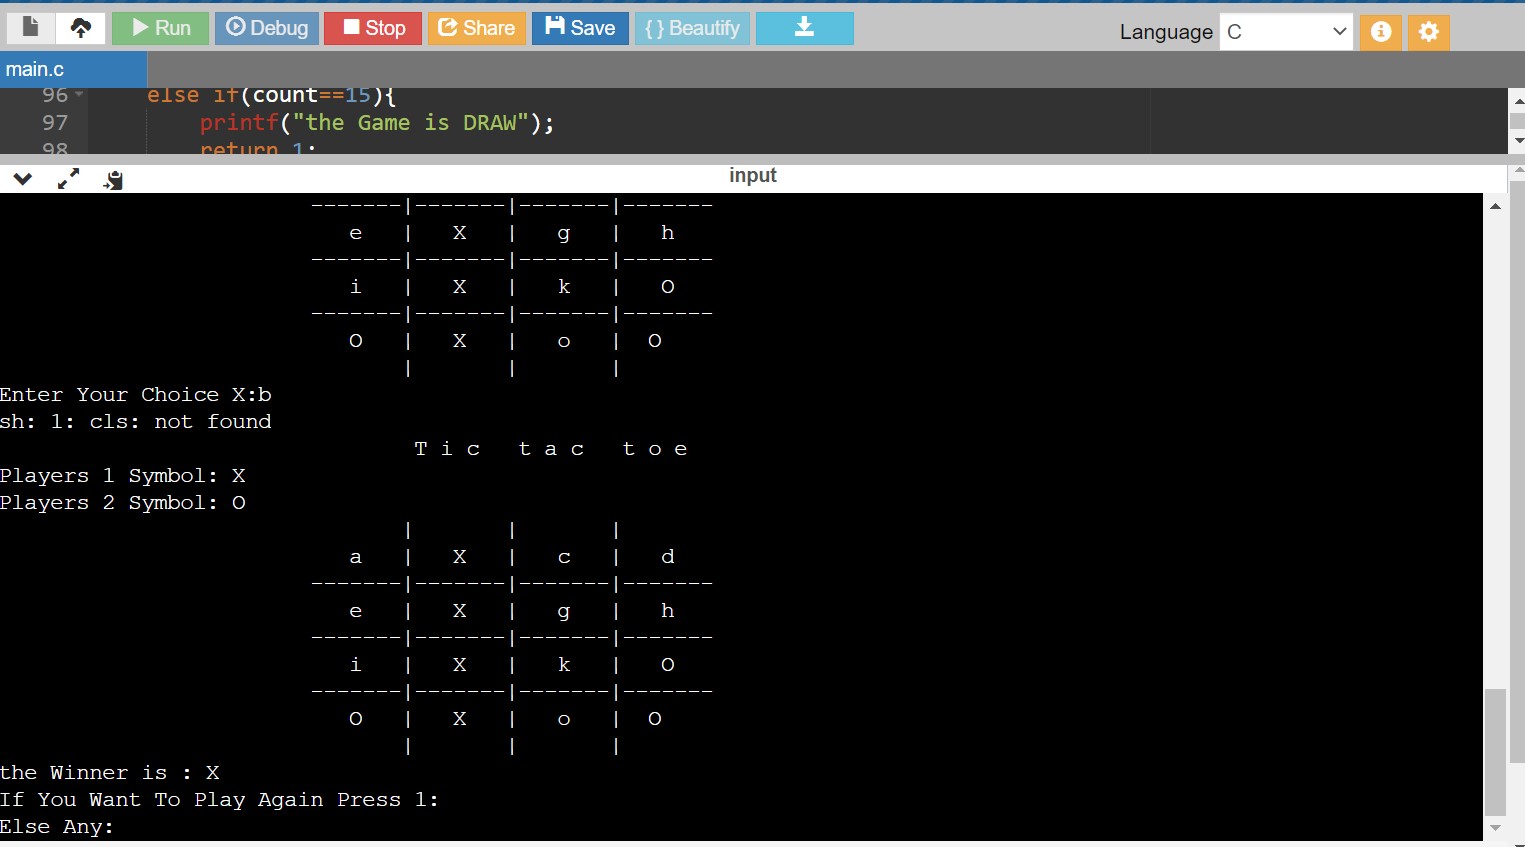 Run Debug Stop Share Save {} Beautify Language C
main.c
96 else if(count==15){
97 printf("the Game is DRAW");
98 return 1;
input
-------|-------|-------|-------
e | X | g | h
-------|-------|-------|-------
i | X | k | O
-------|-------|-------|-------
O | X | o | O
| | |
Enter Your Choice X:b
sh: 1: cls: not found
T i c t a c t o e
Players 1 Symbol: X
Players 2 Symbol: O
| | |
a | X | c | d
-------|-------|-------|-------
e | X | g | h
-------|-------|-------|-------
i | X | k | O
-------|-------|-------|-------
O | X | o | O
| | |
the Winner is : X
If You Want To Play Again Press 1:
Else Any: